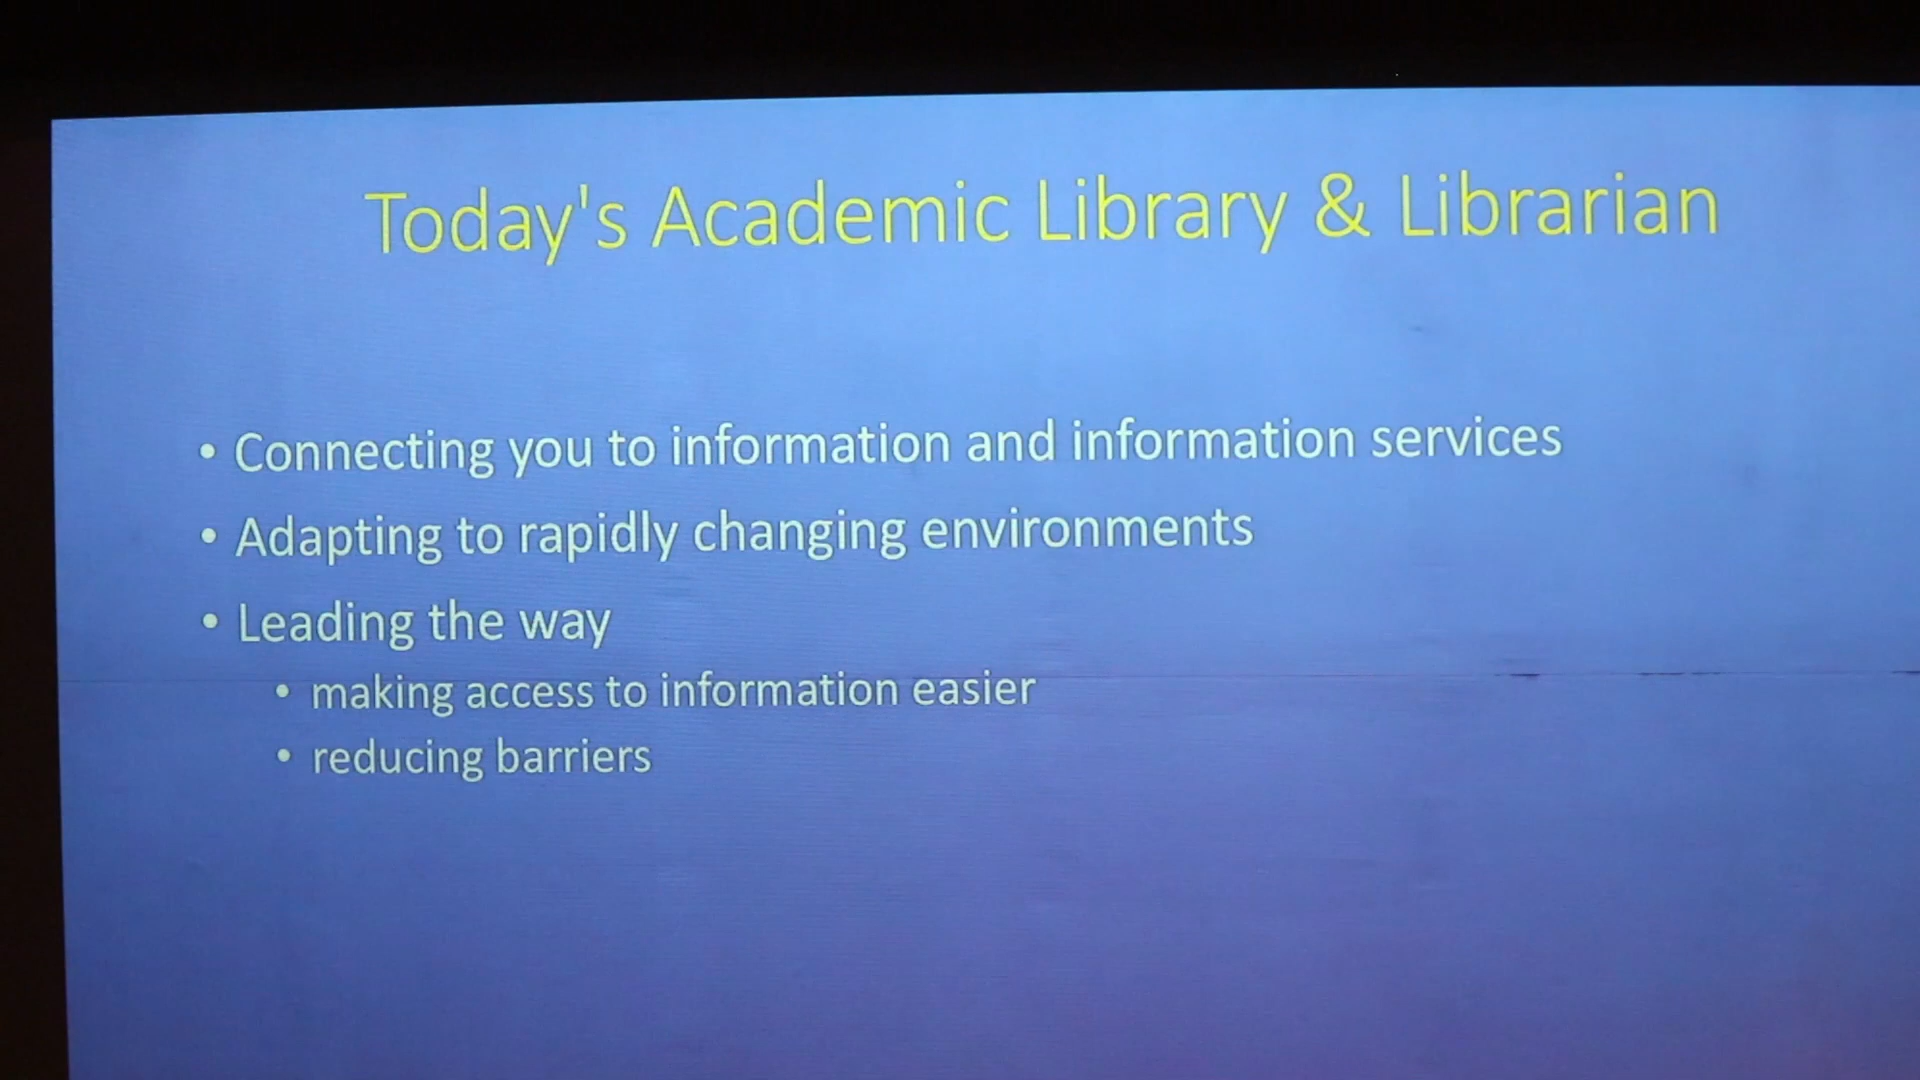 Today's Academic Library & Librarian
• Connecting you to information and information services
• Adapting to rapidly changing environments
• Leading the way
• making access to information easier
• reducing barriers